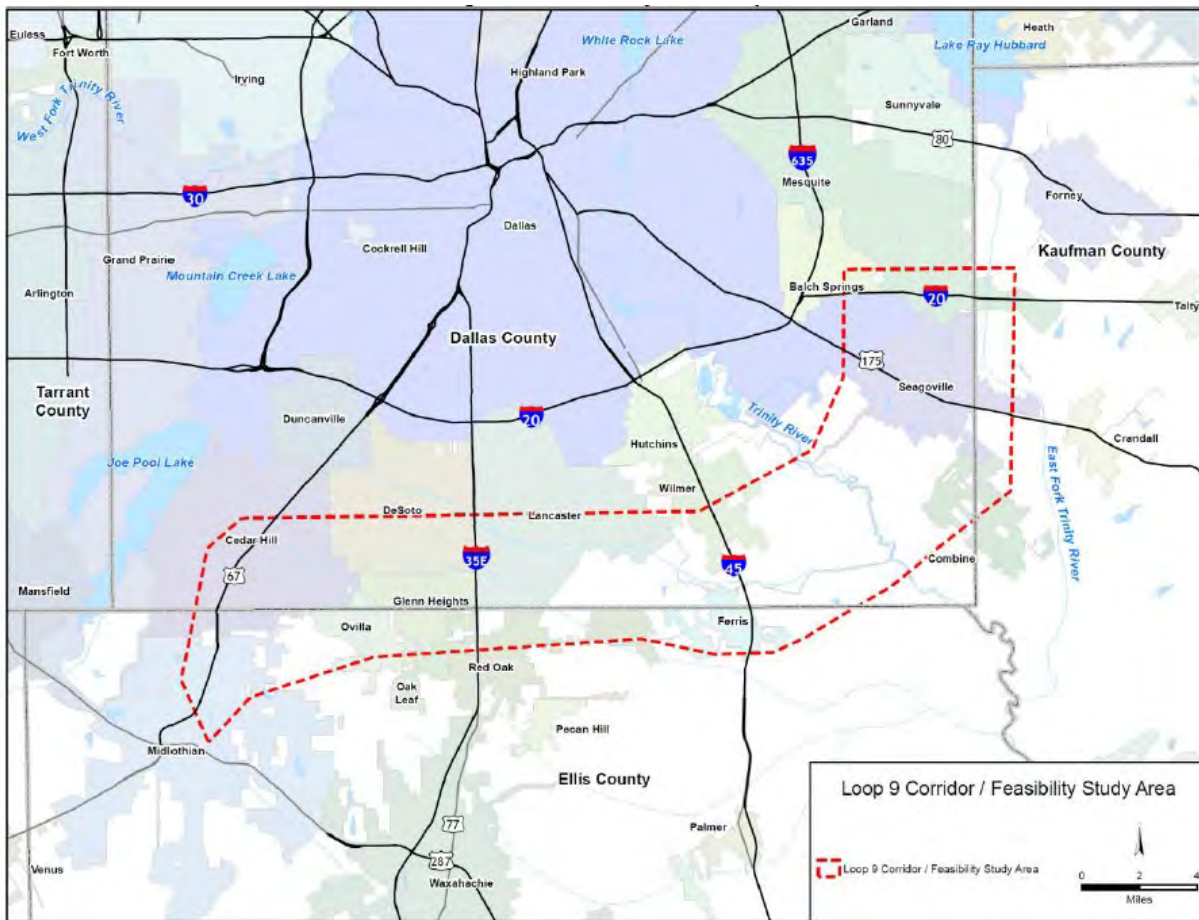 Euless
Fort Worth
Irving
White Rock Lake
Garland
Heath
Lake Ray Hubbard
Highland Park
West Fork Trinity River
Sunnyvale
80
635
Mesquite
30
Forney
Dallas
Cockrell Hill
Grand Prairie
Mountain Creek Lake
Kaufman County
Arlington
Balch Springs
20
Talty
Dallas County
175
Seagoville
Tarrant
County
Duncanville
20
Trinity River
Hutchins
Crandall
Joe Pool Lake
Wilmer
East Fork Trinity River
DeSoto
Lancaster
Cedar Hill
35E
45
Combine
67
Mansfield
Glenn Heights
Ovilla
Ferris
Red Oak
Oak
Leaf
Pecan Hill
Midlothian
Ellis County
77
Palmer
287
Venus
Waxahachie
Loop 9 Corridor / Feasibility Study Area
Loop 9 Corridor / Feasibility Study Area
0 2 4
Miles